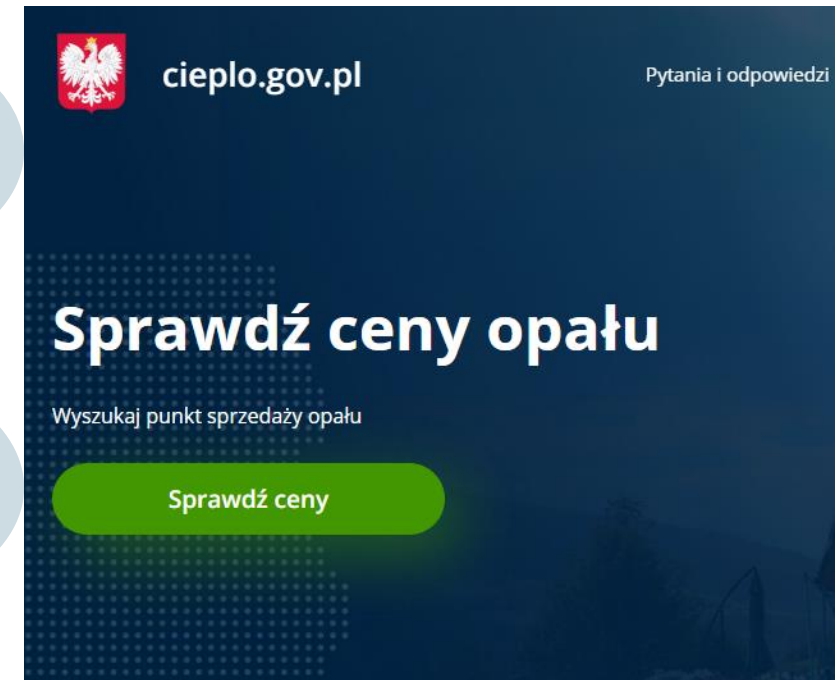 cieplo.gov.pl
Pytania i odpowiedzi
Sprawdź ceny opału
Wyszukaj punkt sprzedaży opału
Sprawdź ceny